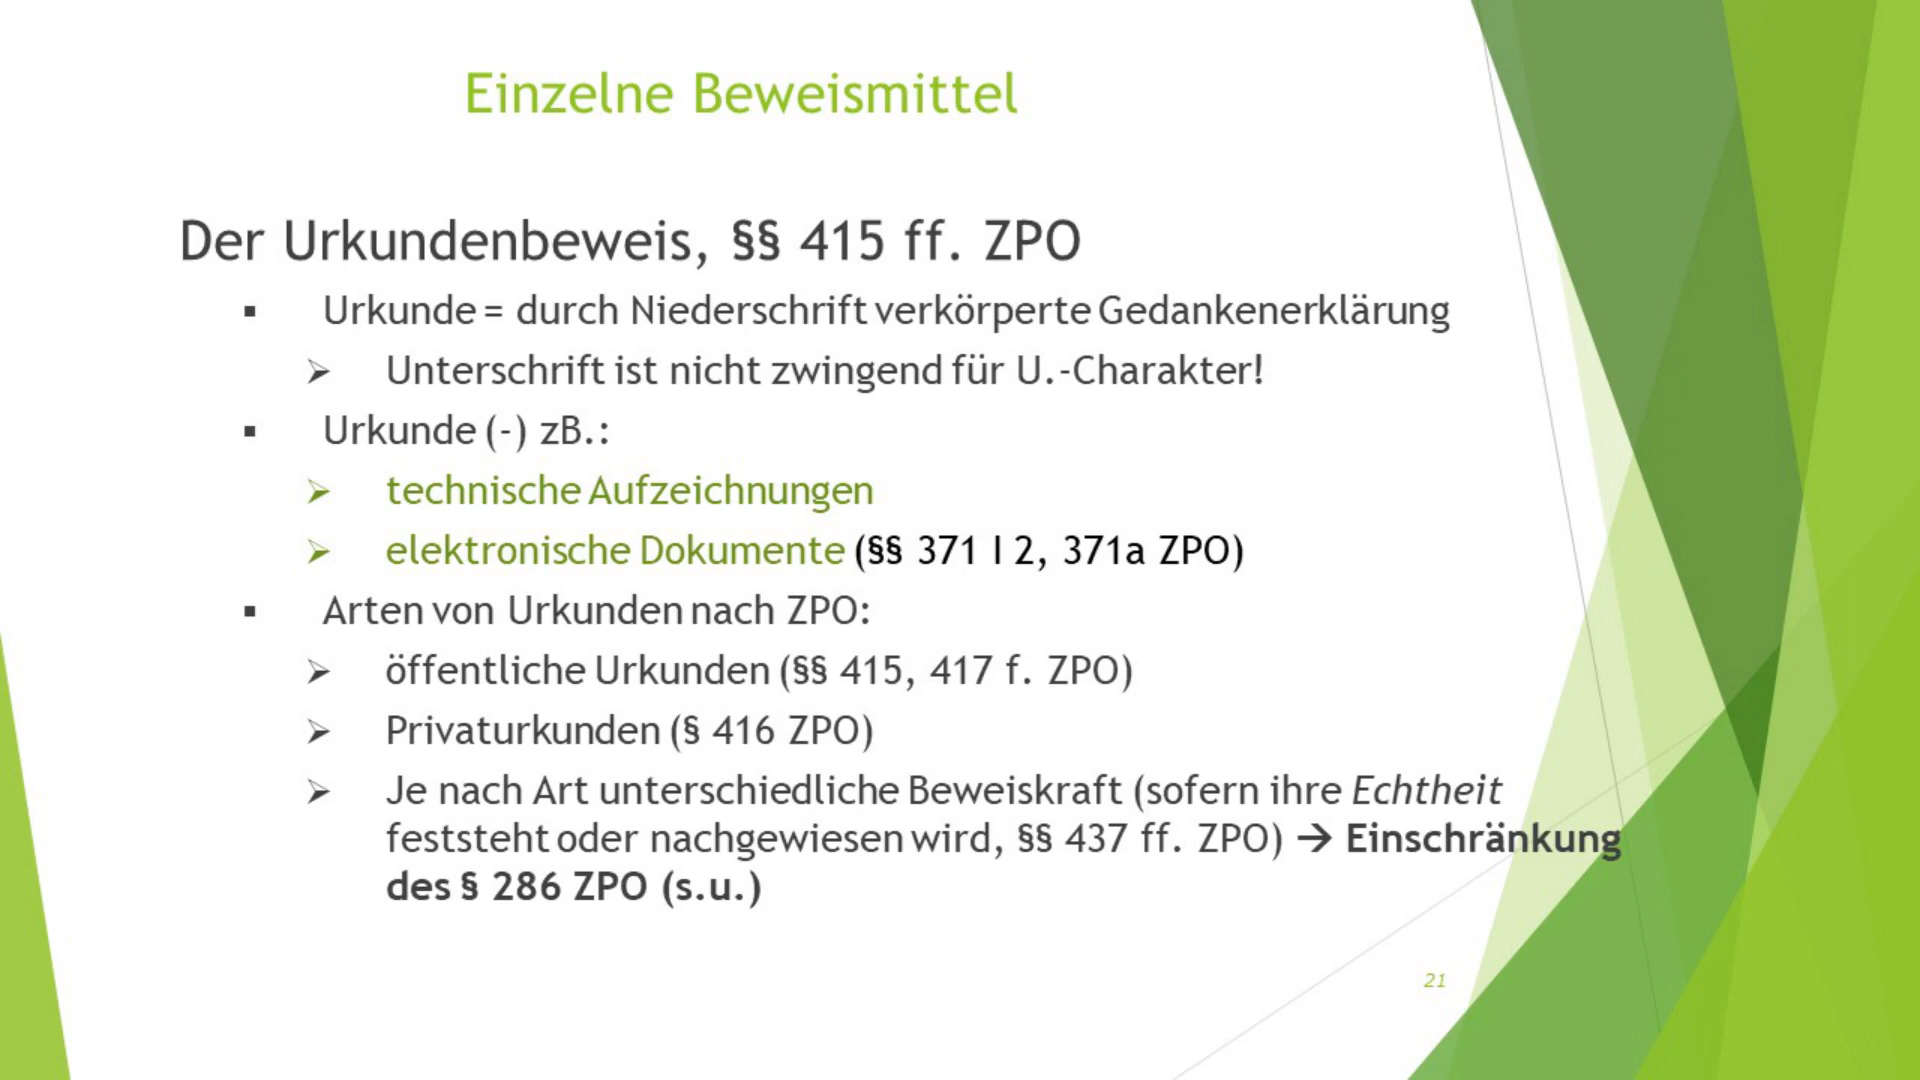 Einzelne Beweismittel
Der Urkundenbeweis, §§ 415 ff. ZPO
▪ Urkunde = durch Niederschrift verkörperte Gedankenerklärung
➢ Unterschrift ist nicht zwingend für U.-Charakter!
▪ Urkunde (-) zB.:
➢ technische Aufzeichnungen
➢ elektronische Dokumente (§§ 371 I 2, 371a ZPO)
▪ Arten von Urkunden nach ZPO:
➢ öffentliche Urkunden (§§ 415, 417 f. ZPO)
➢ Privaturkunden (§ 416 ZPO)
➢ Je nach Art unterschiedliche Beweiskraft (sofern ihre Echtheit
feststeht oder nachgewiesen wird, §§ 437 ff. ZPO) → Einschränkung
des § 286 ZPO (s.u.)
21